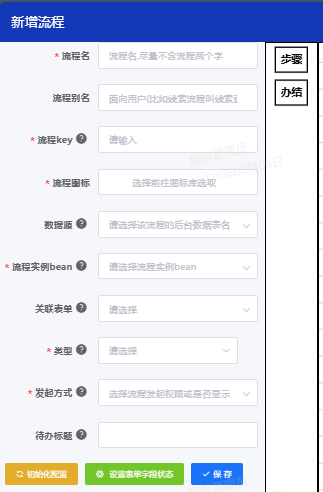 新增流程
* 流程名 流程名,尽量不含流程两个字
流程别名 面向用户(比如线索流程叫线索
* 流程key 请输入
* 流程图标 选择前往图标库选取
数据源 请选择该流程的后台数据表名
* 流程实例bean 请选择流程实例bean
关联表单 请选择
* 类型 请选择
* 发起方式 选择流程发起权限或是否显示
待办标题
初始化配置 设置表单字段状态 保 存
步骤
办结